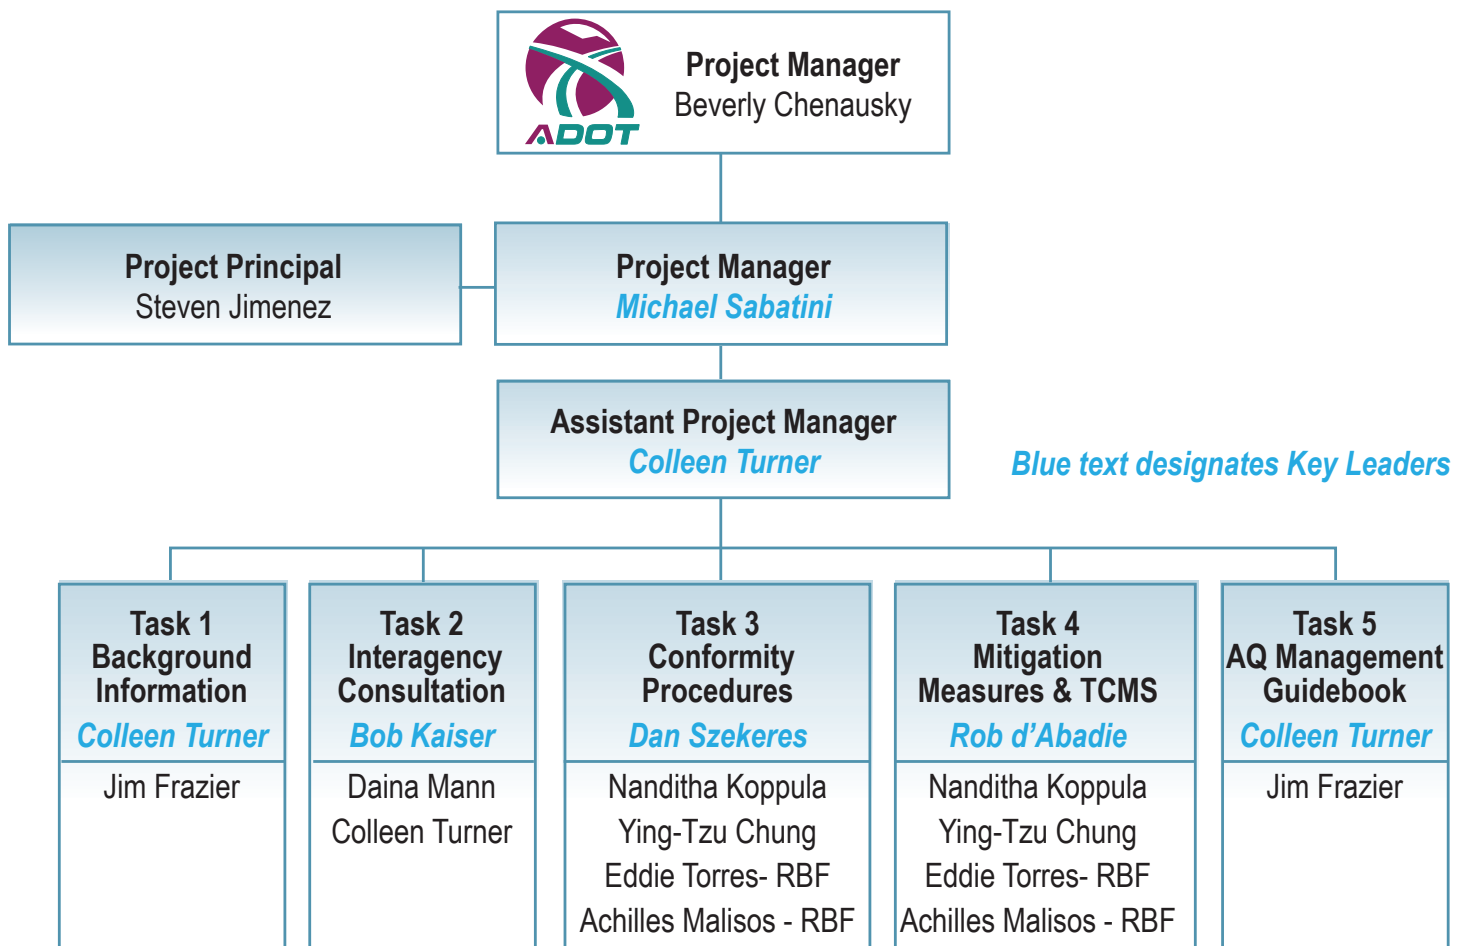 ADOT
Project Manager
Beverly Chenausky
Project Principal
Steven Jimenez
Project Manager
Michael Sabatini
Assistant Project Manager
Colleen Turner
Blue text designates Key Leaders
Task 1
Background
Information
Colleen Turner
Jim Frazier
Task 2
Interagency
Consultation
Bob Kaiser
Daina Mann
Colleen Turner
Task 3
Conformity
Procedures
Dan Szekeres
Nanditha Koppula
Ying-Tzu Chung
Eddie Torres- RBF
Achilles Malisos - RBF
Task 4
Mitigation
Measures & TCMS
Rob d’Abadie
Nanditha Koppula
Ying-Tzu Chung
Eddie Torres- RBF
Achilles Malisos - RBF
Task 5
AQ Management
Guidebook
Colleen Turner
Jim Frazier